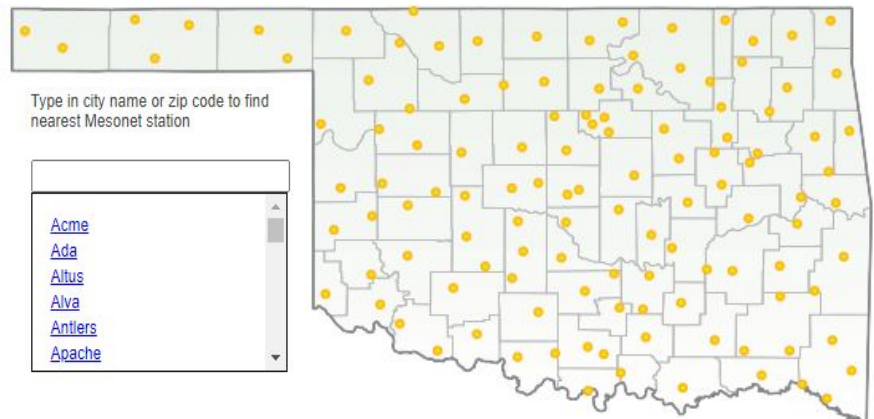 Type in city name or zip code to find
nearest Mesonet station
Acme
Ada
Altus
Alva
Antlers
Apache